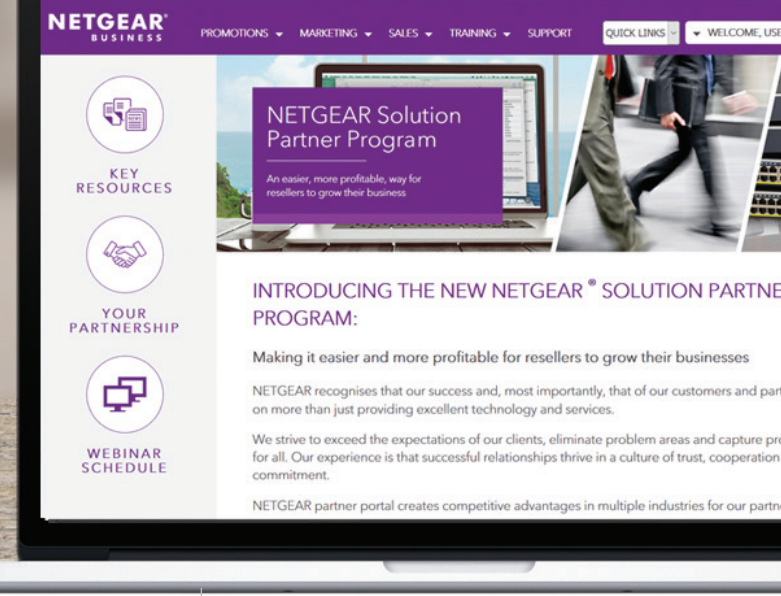 NETGEAR®
BUSINESS
PROMOTIONS
MARKETING
SALES
TRAINING
SUPPORT
QUICK LINKS
WELCOME, USE
KEY
RESOURCES
YOUR
PARTNERSHIP
WEBINAR
SCHEDULE
NETGEAR Solution
Partner Program
An easier, more profitable, way for
resellers to grow their business
INTRODUCING THE NEW NETGEAR ® SOLUTION PARTNE
PROGRAM:
Making it easier and more profitable for resellers to grow their businesses
NETGEAR recognises that our success and, most importantly, that of our customers and part
on more than just providing excellent technology and services.
We strive to exceed the expectations of our clients, eliminate problem areas and capture pro
for all. Our experience is that successful relationships thrive in a culture of trust, cooperation
commitment.
NETGEAR partner portal creates competitive advantages in multiple industries for our partne